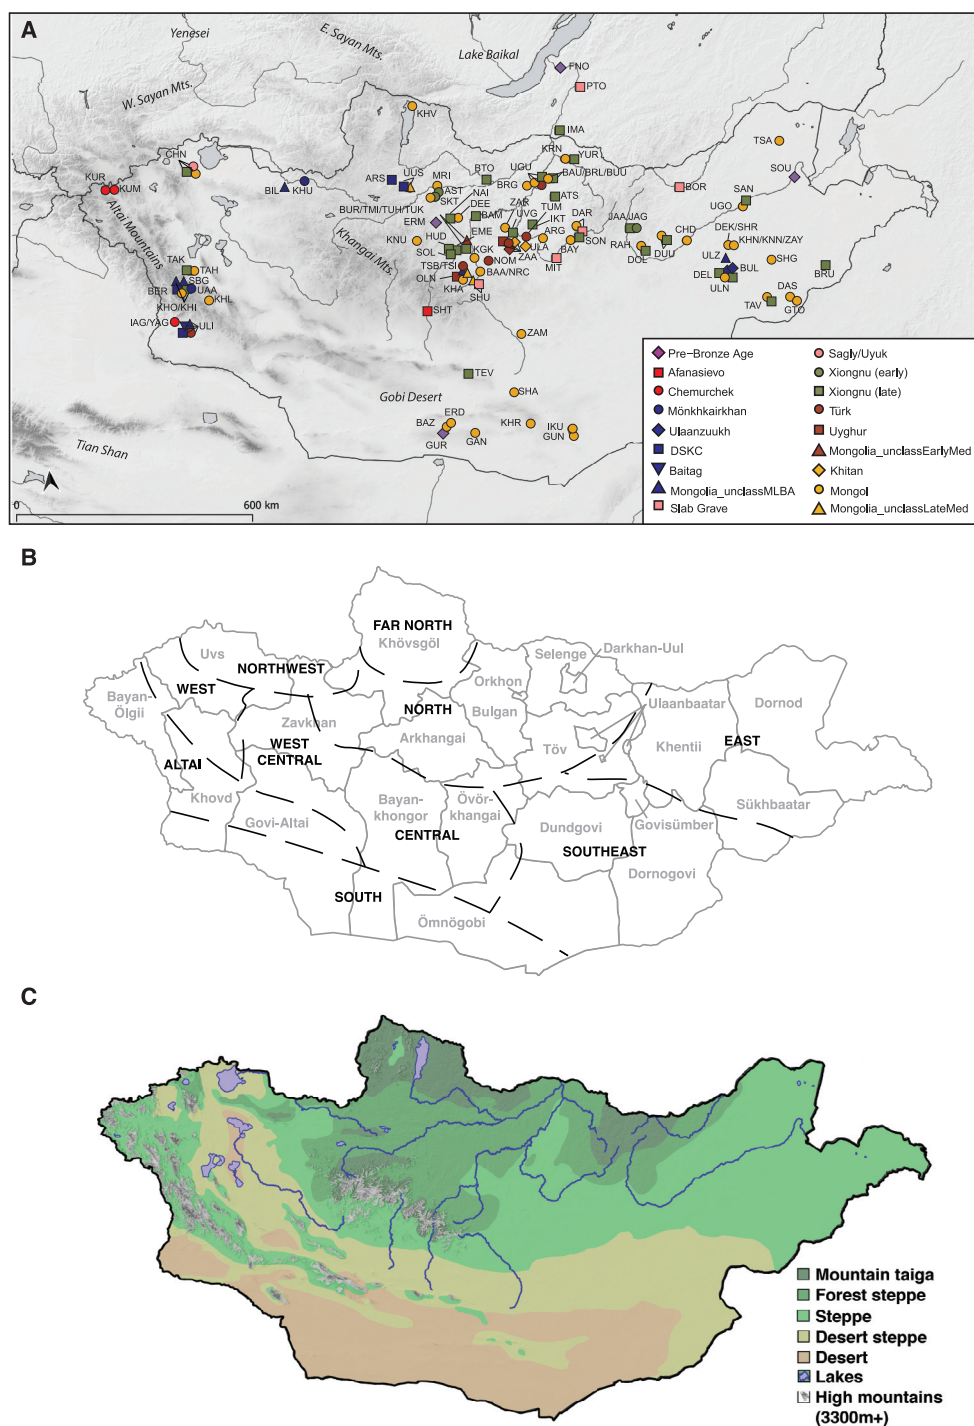 A
Yenesei
E. Sayan Mts.
Lake Baikal
W. Sayan Mts.
FNO
PTO
KHV
IMA
TSA
CHN
KRN
YUR
KUR
KUM
BIL
KHU
ARS
UUS
MRI
BTO
UGU
BRG
BAU/BRL/BUU
SOU
AST
SKT
NAI
DEE
ATS
BOR
SAN
UGO
BUR/TMI/TUH/TUK
ERM
BAM
ZAR
UVG
TUM
IKT
DAR
JAA/JAG
CHD
DEK/SHR
KHN/KNN/ZAY
Altai Mountains
Khangai Mts.
KNU
HUD
EME
ARG
SON
RAH
SOL
KGK
ULA
ZAA
BAY
DOL
DUU
ULZ
SHG
TAK
TAH
TSB/TSI
NOM
MIT
BUL
BRU
SBG
BER
UAA
OLN
BAA/NRC
DEL
ULN
KHO/KHI
KHL
KHA
SHU
DAS
TAV
GTO
IAG/YAG
ULI
SHT
ZAM
TEV
Gobi Desert
SHA
ERD
BAZ
KHR
IKU
GUR
GAN
GUN
Tian Shan
0
600 km
Pre−Bronze Age
Afanasievo
Chemurchek
Mönkhkairkhan
Ulaanzuukh
DSKC
Baitag
Mongolia_unclassMLBA
Slab Grave
Sagly/Uyuk
Xiongnu (early)
Xiongnu (late)
Türk
Uyghur
Mongolia_unclassEarlyMed
Khitan
Mongol
Mongolia_unclassLateMed
B
FAR NORTH
Khövsgöl
Uvs
Selenge
Darkhan-Uul
NORTHWEST
WEST
Bayan-
Ölgii
Orkhon
Bulgan
Ulaanbaatar
Dornod
NORTH
Zavkhan
Arkhangai
WEST
CENTRAL
Töv
Khentii
EAST
ALTAI
Khovd
Govi-Altai
Bayan-
khongor
Övör-
khangai
CENTRAL
Dundgovi
Govisümber
Sükhbaatar
SOUTHEAST
Dornogovi
SOUTH
Ömnögobi
C
Mountain taiga
Forest steppe
Steppe
Desert steppe
Desert
Lakes
High mountains
(3300m+)